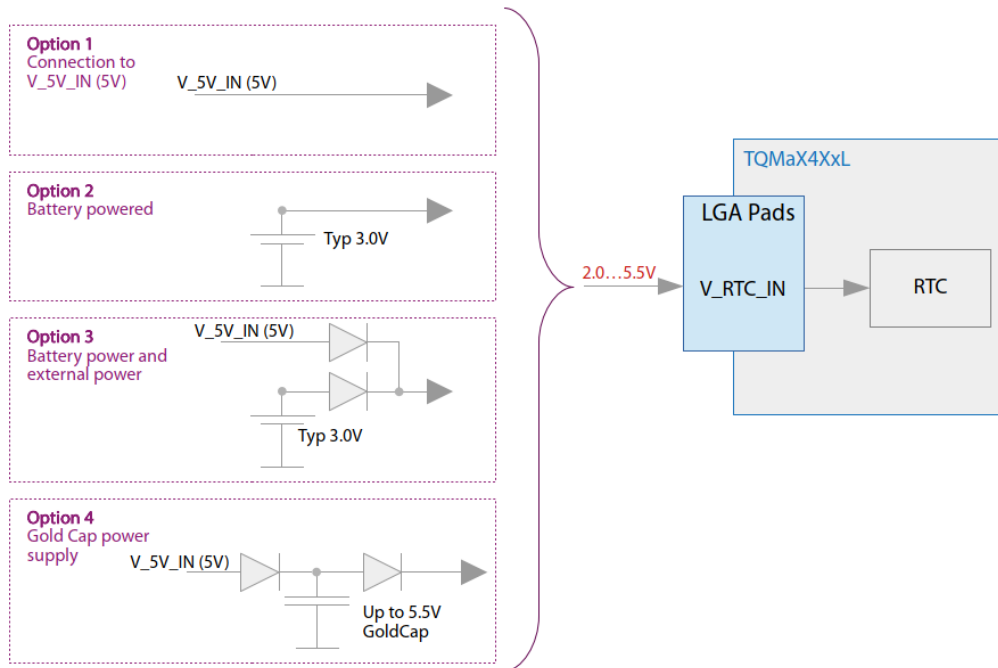 Option 1
Connection to
V_5V_IN (5V)
V_5V_IN (5V)
Option 2
Battery powered
Typ 3.0V
Option 3
Battery power and
external power
V_5V_IN (5V)
Typ 3.0V
Option 4
Gold Cap power
supply
V_5V_IN (5V)
Up to 5.5V
GoldCap
2.0...5.5V
TQMaX4XxL
LGA Pads
V_RTC_IN
RTC